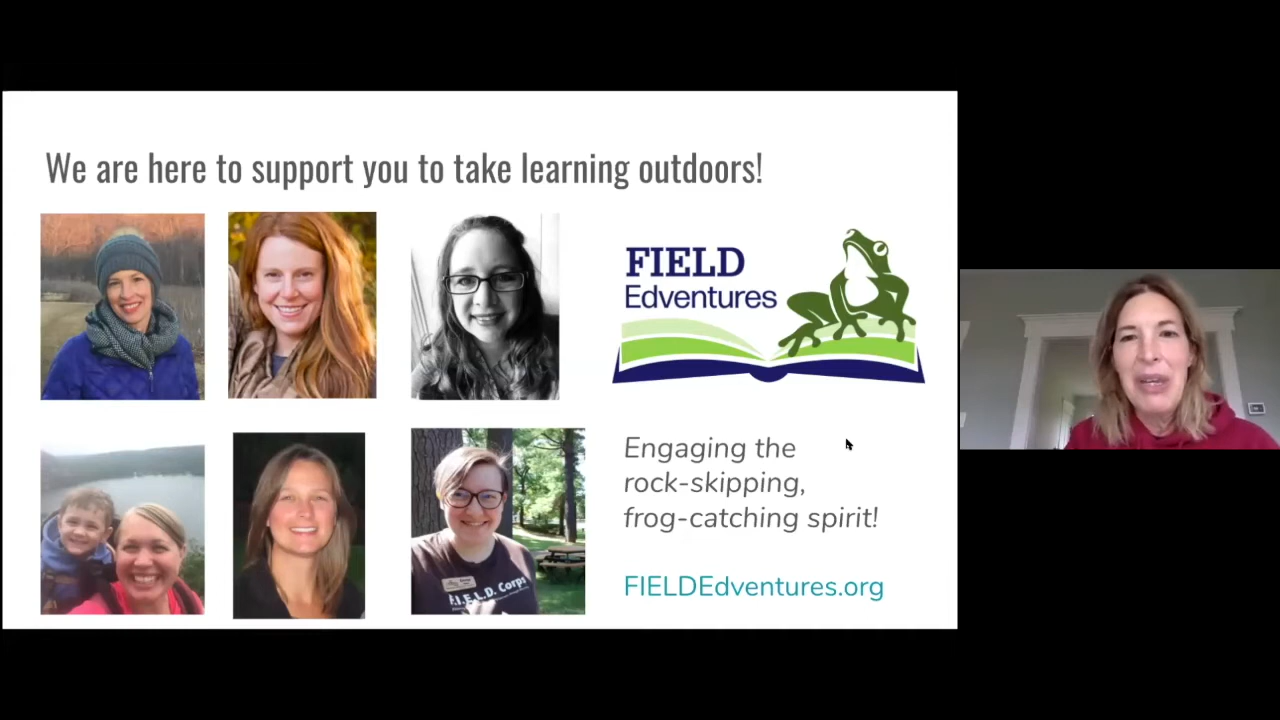 We are here to support you to take learning outdoors!
FIELD
Edventures
Engaging the
rock-skipping,
frog-catching spirit!
FIELDEdventures.org
F.I.E.L.D. Corps